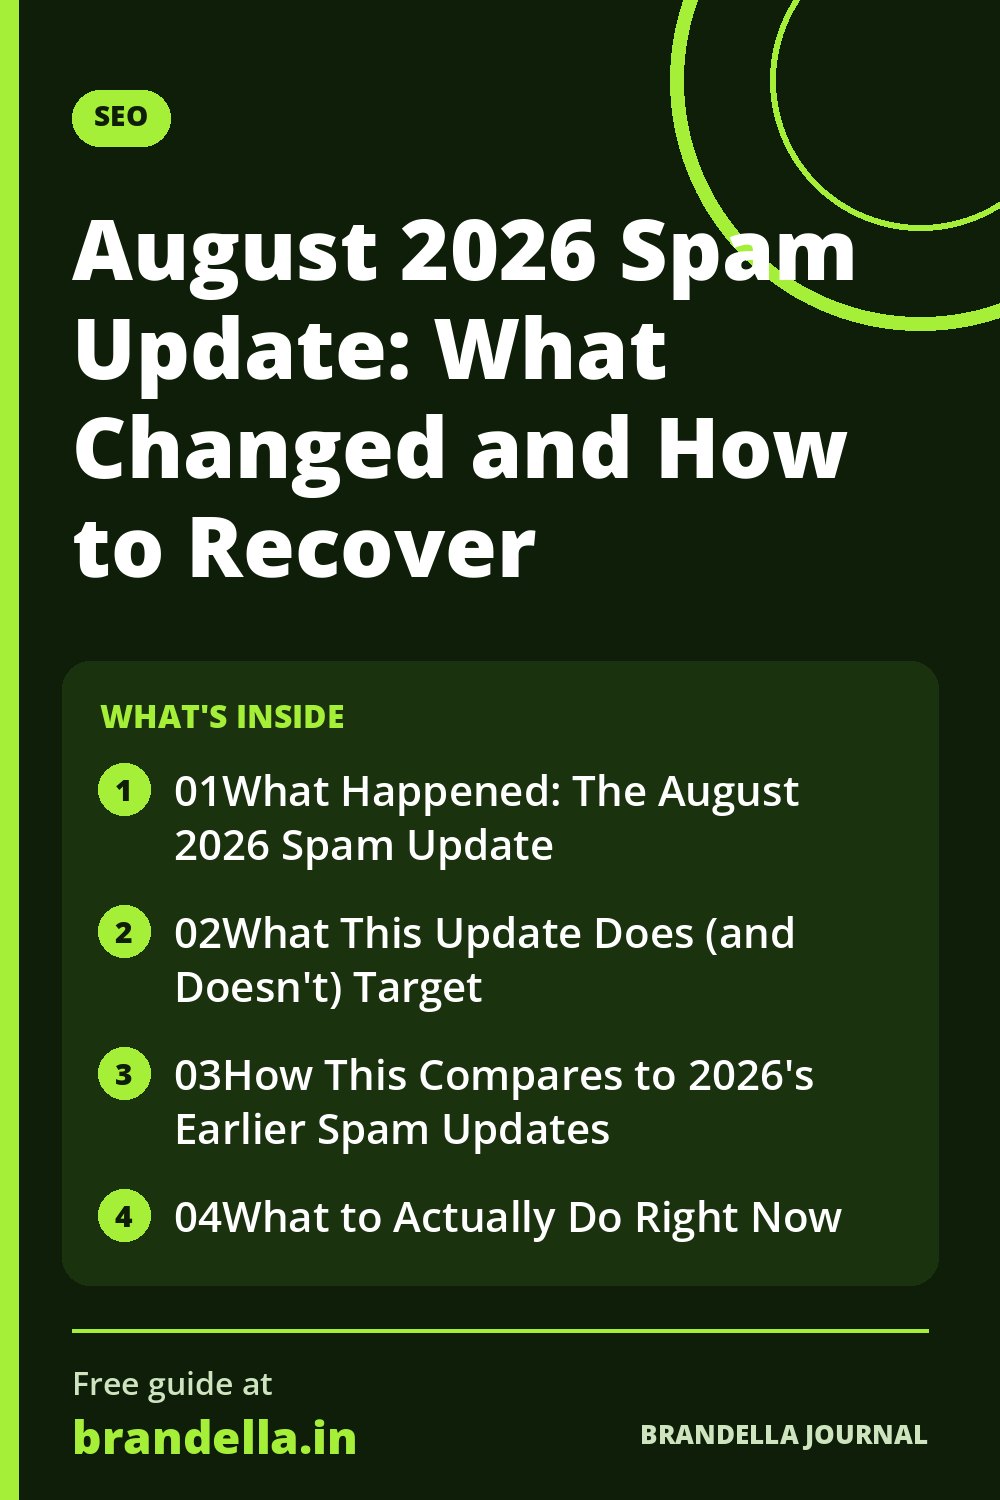 SEO
August 2026 Spam
Update: What
Changed and How
to Recover
WHAT'S INSIDE
1 01What Happened: The August
2026 Spam Update
2 02What This Update Does (and
Doesn't) Target
3 03How This Compares to 2026's
Earlier Spam Updates
4 04What to Actually Do Right Now
Free guide at
brandella.in
BRANDELLA JOURNAL